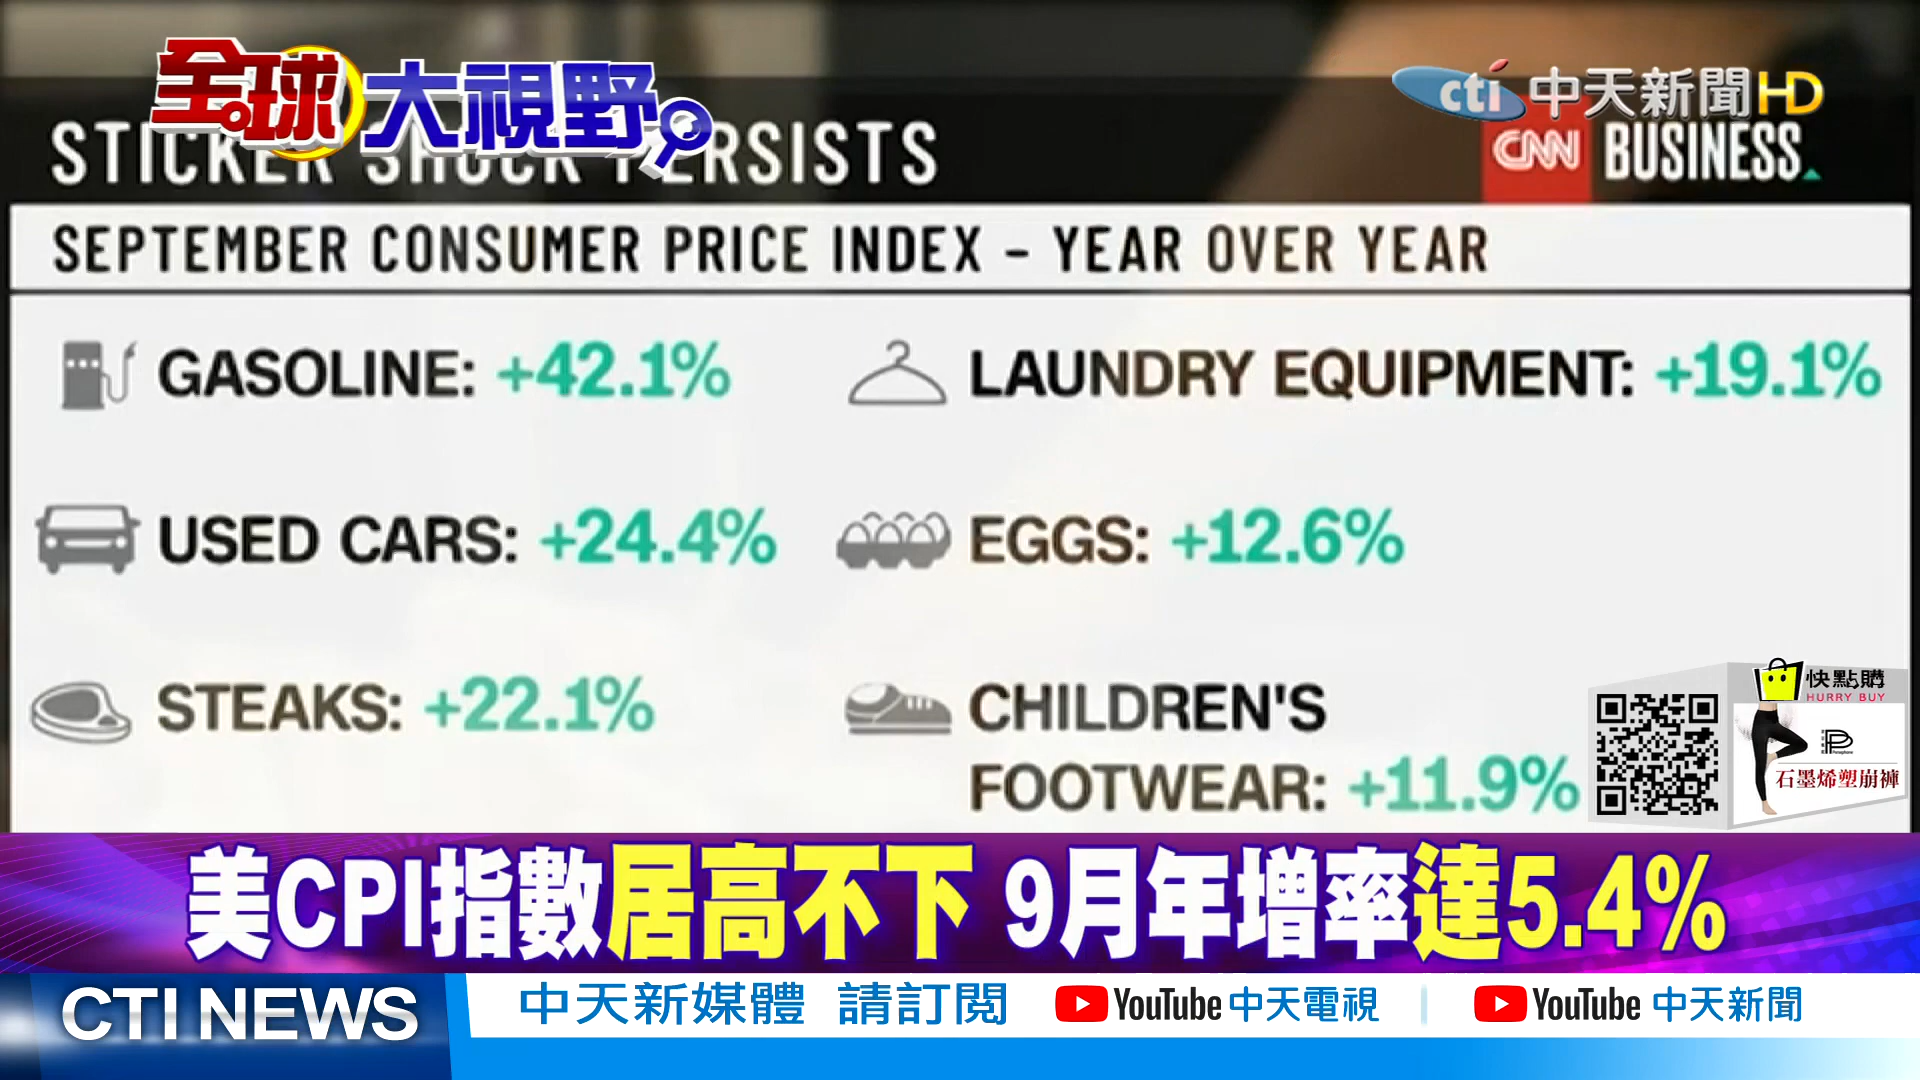 全球大視野
cti 中天新聞HD
STICKER SHOCK PERSISTS
CNN BUSINESS
SEPTEMBER CONSUMER PRICE INDEX – YEAR OVER YEAR
GASOLINE: +42.1%
LAUNDRY EQUIPMENT: +19.1%
USED CARS: +24.4%
EGGS: +12.6%
STEAKS: +22.1%
CHILDREN'S
FOOTWEAR: +11.9%
快點購
HURRY BUY
石墨烯塑崩褲
美CPI指數居高不下 9月年增率達5.4%
CTI NEWS
中天新媒體 請訂閱 YouTube 中天電視 | YouTube 中天新聞